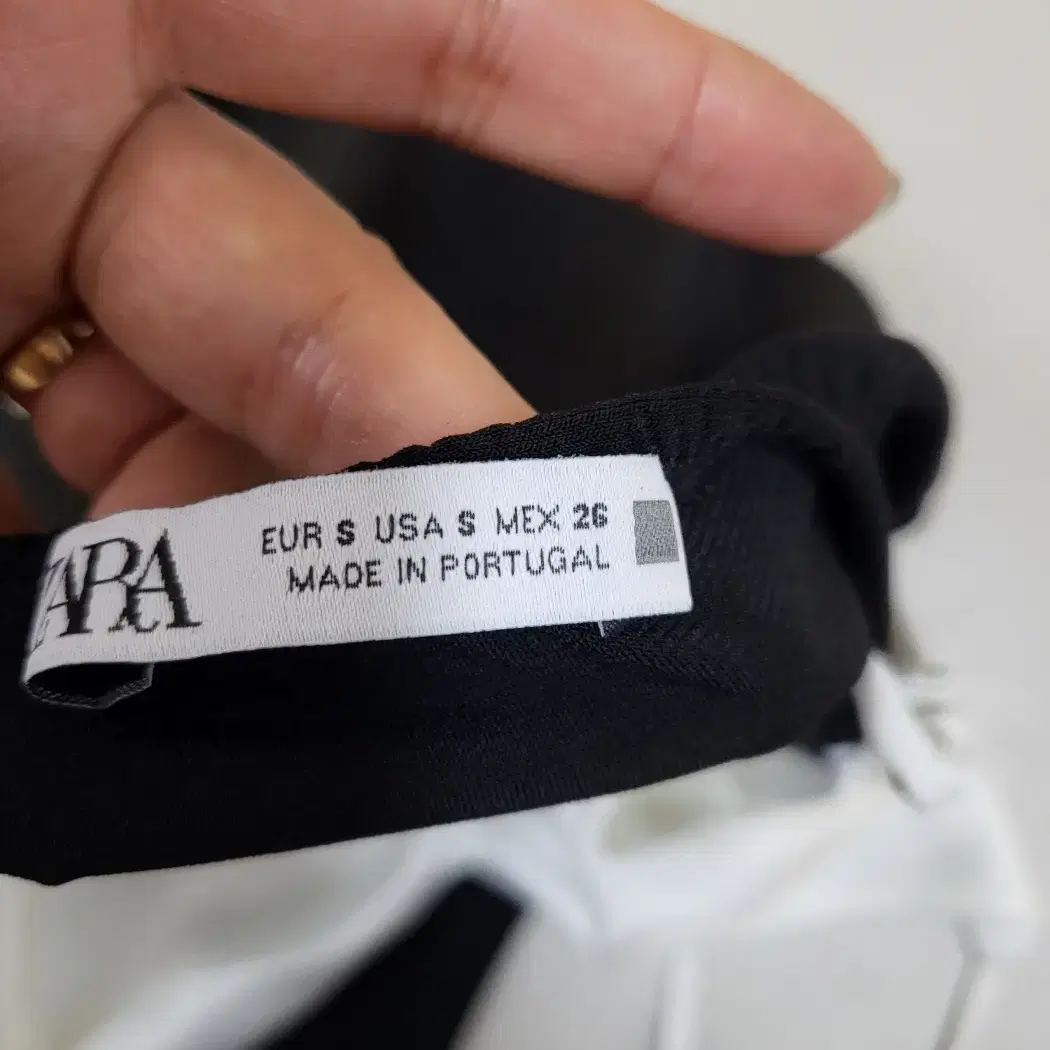 ZARA
EUR S USA S MEX 26
MADE IN PORTUGAL